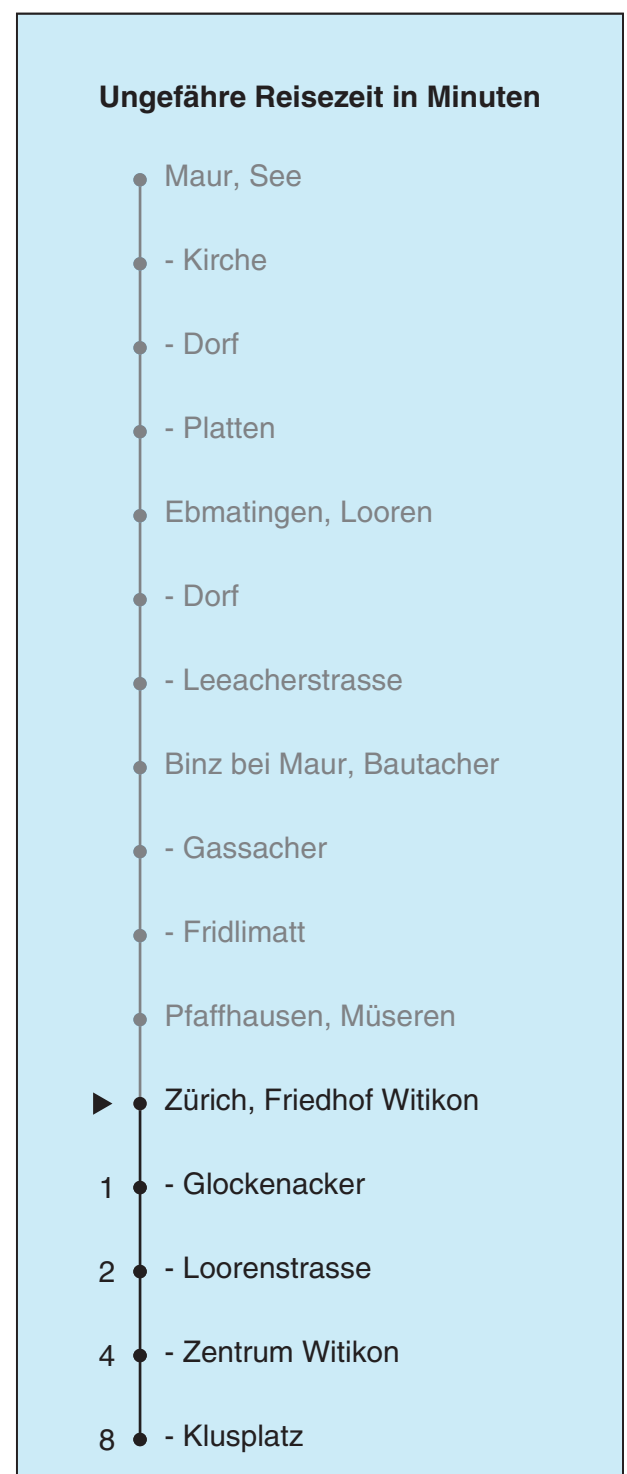 Ungefähre Reisezeit in Minuten
Maur, See
- Kirche
- Dorf
- Platten
Ebmatingen, Looren
- Dorf
- Leeacherstrasse
Binz bei Maur, Bautacher
- Gassacher
- Fridlimatt
Pfaffhausen, Müseren
Zürich, Friedhof Witikon
1 - Glockenacker
2 - Loorenstrasse
4 - Zentrum Witikon
8 - Klusplatz